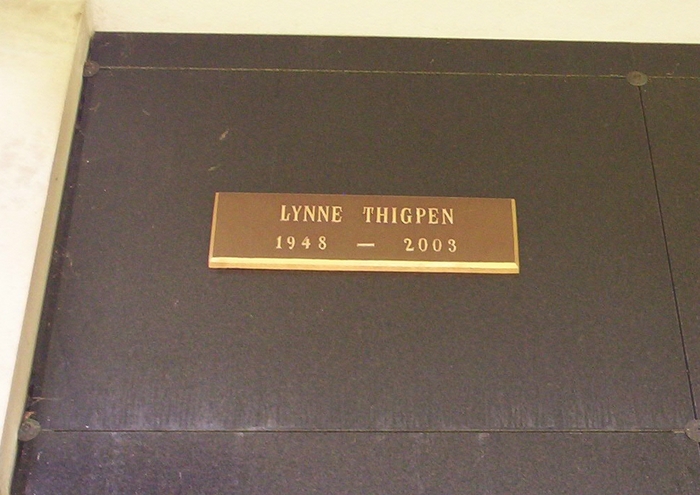 LYNNE THIGPEN
1948 — 2003